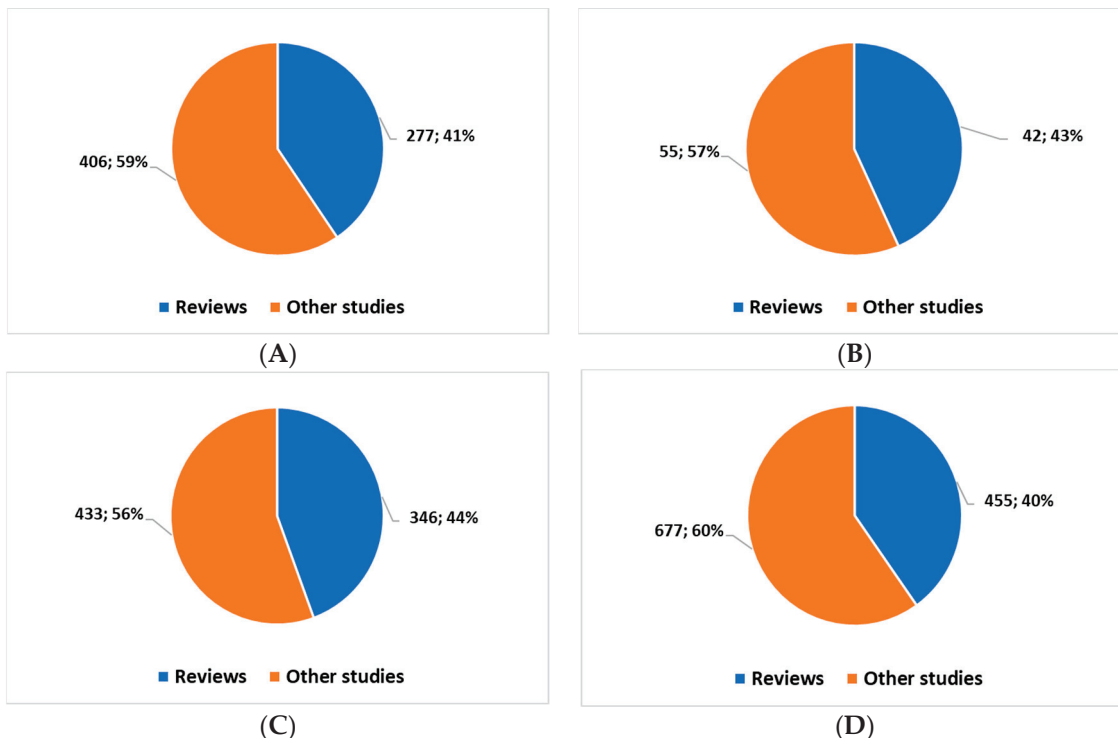 277; 41%
406; 59%
Reviews Other studies
(A)
42; 43%
55; 57%
Reviews Other studies
(B)
346; 44%
433; 56%
Reviews Other studies
(C)
455; 40%
677; 60%
Reviews Other studies
(D)